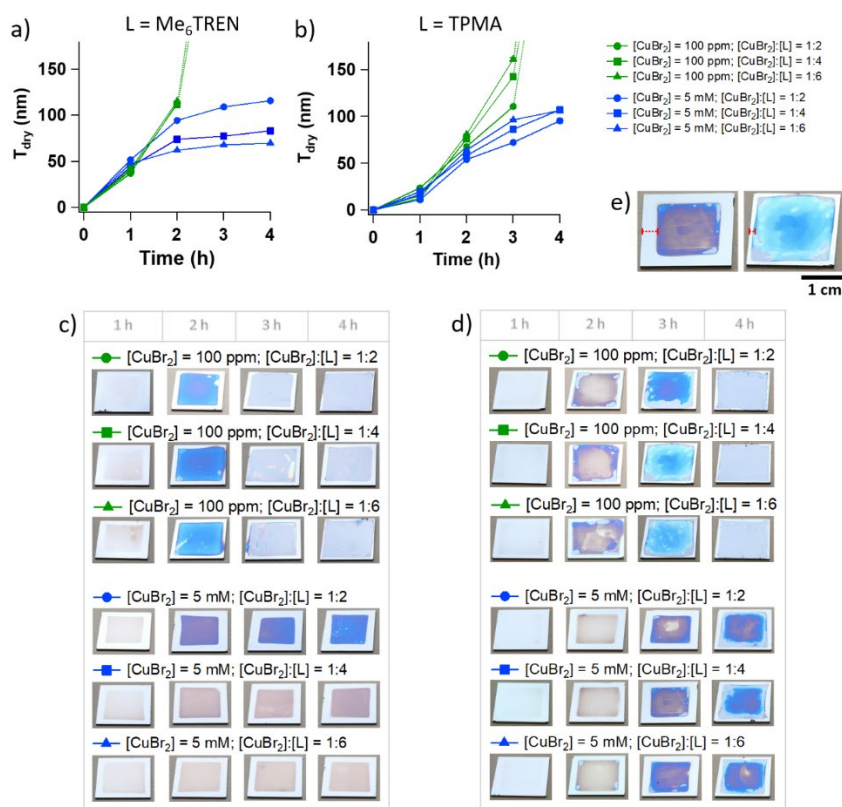 a) L = Me₆TREN
T_dry (nm)
150
100
50
0
0 1 2 3 4
Time (h)
b) L = TPMA
T_dry (nm)
150
100
50
0
0 1 2 3 4
Time (h)
[CuBr₂] = 100 ppm; [CuBr₂]:[L] = 1:2
[CuBr₂] = 100 ppm; [CuBr₂]:[L] = 1:4
[CuBr₂] = 100 ppm; [CuBr₂]:[L] = 1:6
[CuBr₂] = 5 mM; [CuBr₂]:[L] = 1:2
[CuBr₂] = 5 mM; [CuBr₂]:[L] = 1:4
[CuBr₂] = 5 mM; [CuBr₂]:[L] = 1:6
e)
1 cm
c)
1 h 2 h 3 h 4 h
[CuBr₂] = 100 ppm; [CuBr₂]:[L] = 1:2
[CuBr₂] = 100 ppm; [CuBr₂]:[L] = 1:4
[CuBr₂] = 100 ppm; [CuBr₂]:[L] = 1:6
[CuBr₂] = 5 mM; [CuBr₂]:[L] = 1:2
[CuBr₂] = 5 mM; [CuBr₂]:[L] = 1:4
[CuBr₂] = 5 mM; [CuBr₂]:[L] = 1:6
d)
1 h 2 h 3 h 4 h
[CuBr₂] = 100 ppm; [CuBr₂]:[L] = 1:2
[CuBr₂] = 100 ppm; [CuBr₂]:[L] = 1:4
[CuBr₂] = 100 ppm; [CuBr₂]:[L] = 1:6
[CuBr₂] = 5 mM; [CuBr₂]:[L] = 1:2
[CuBr₂] = 5 mM; [CuBr₂]:[L] = 1:4
[CuBr₂] = 5 mM; [CuBr₂]:[L] = 1:6